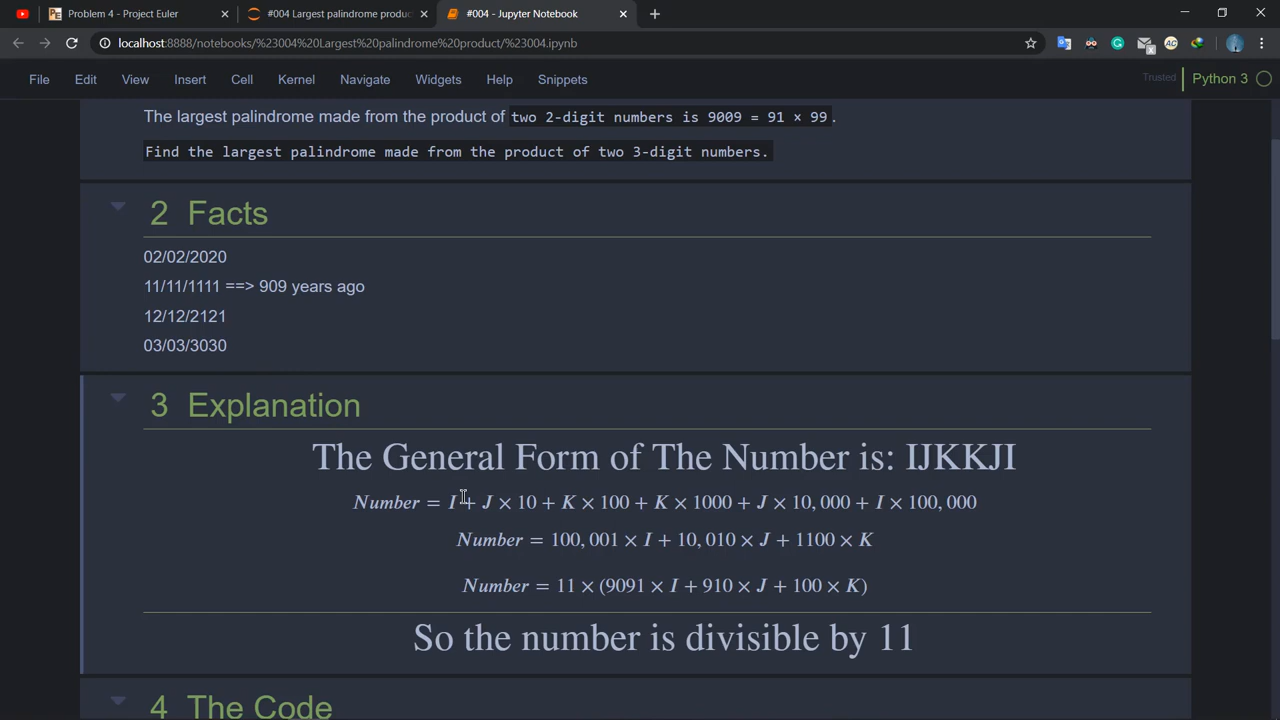 Problem 4 - Project Euler
#004 Largest palindrome produc
#004 - Jupyter Notebook
localhost:8888/notebooks/%23004%20Largest%20palindrome%20product/%23004.ipynb
File Edit View Insert Cell Kernel Navigate Widgets Help Snippets Trusted Python 3
The largest palindrome made from the product of two 2-digit numbers is 9009 = 91 × 99.
Find the largest palindrome made from the product of two 3-digit numbers.
2 Facts
02/02/2020
11/11/1111 ==> 909 years ago
12/12/2121
03/03/3030
3 Explanation
The General Form of The Number is: IJKKJI
Number = I + J × 10 + K × 100 + K × 1000 + J × 10, 000 + I × 100, 000
Number = 100, 001 × I + 10, 010 × J + 1100 × K
Number = 11 × (9091 × I + 910 × J + 100 × K)
So the number is divisible by 11
4 The Code